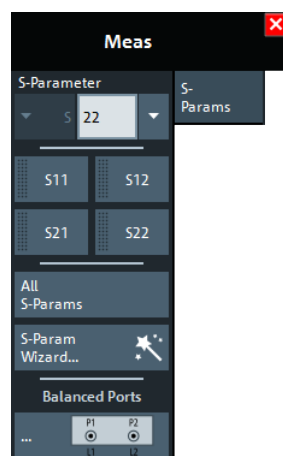 Meas
S-Parameter
S 22
S-
Params
S11 S12
S21 S22
All
S-Params
S-Param
Wizard...
Balanced Ports
... P1 P2
L1 L2